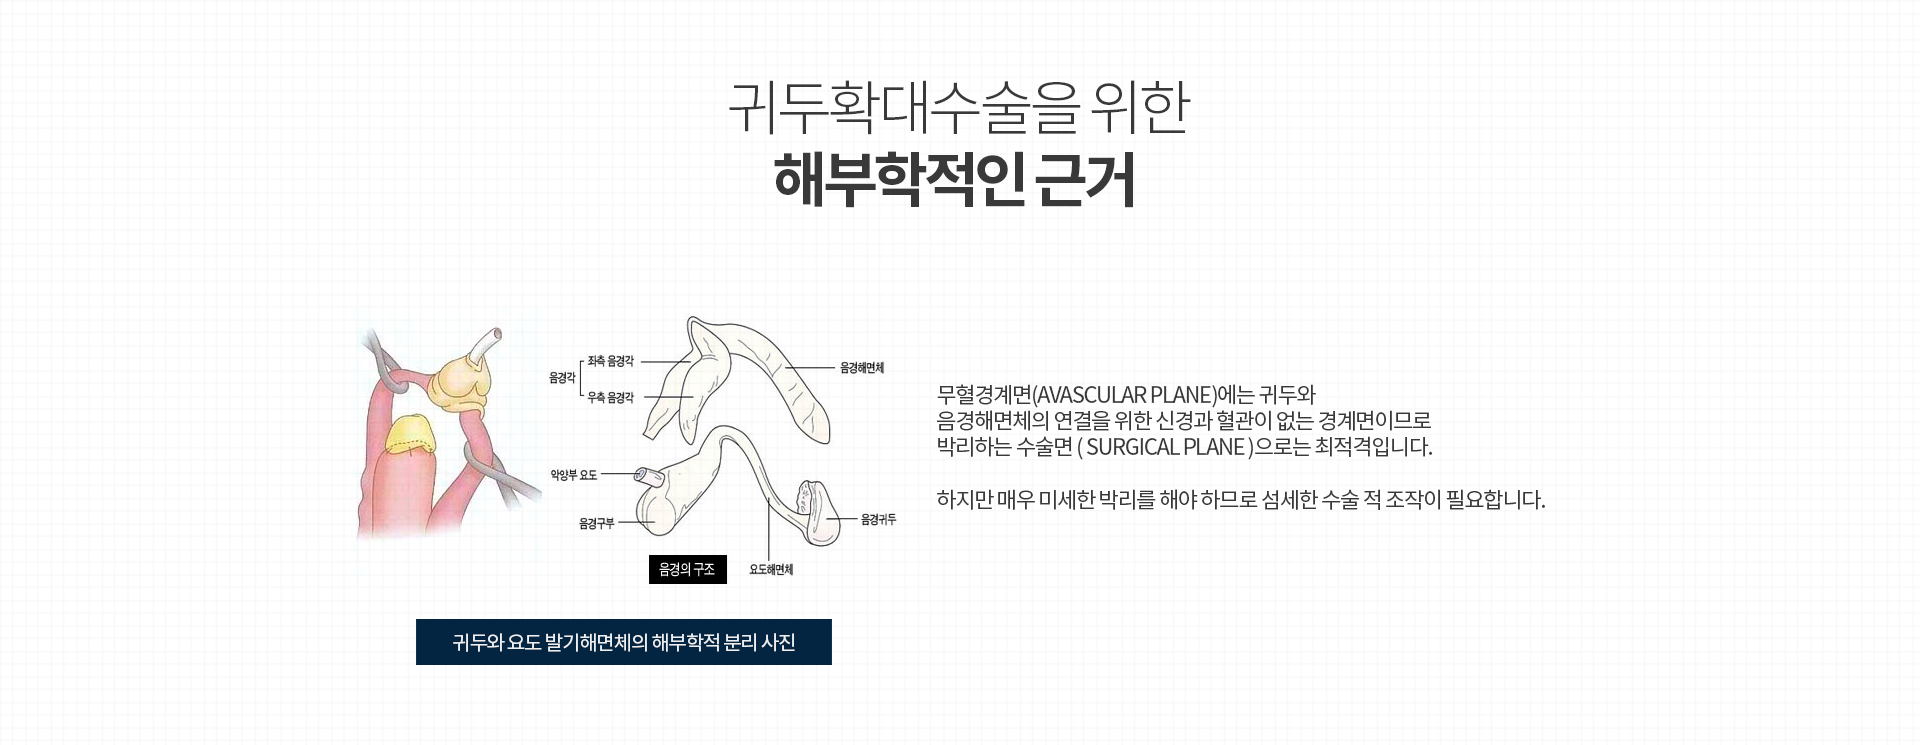 귀두확대수술을 위한
해부학적인 근거
좌측 음경각
음경각
우측 음경각
음경해면체
악양부 요도
음경구부
음경귀두
요도해면체
음경의 구조
귀두와 요도 발기해면체의 해부학적 분리 사진
무혈경계면(AVASCULAR PLANE)에는 귀두와
음경해면체의 연결을 위한 신경과 혈관이 없는 경계면이므로
박리하는 수술면 ( SURGICAL PLANE )으로는 최적격입니다.
하지만 매우 미세한 박리를 해야 하므로 섬세한 수술 적 조작이 필요합니다.